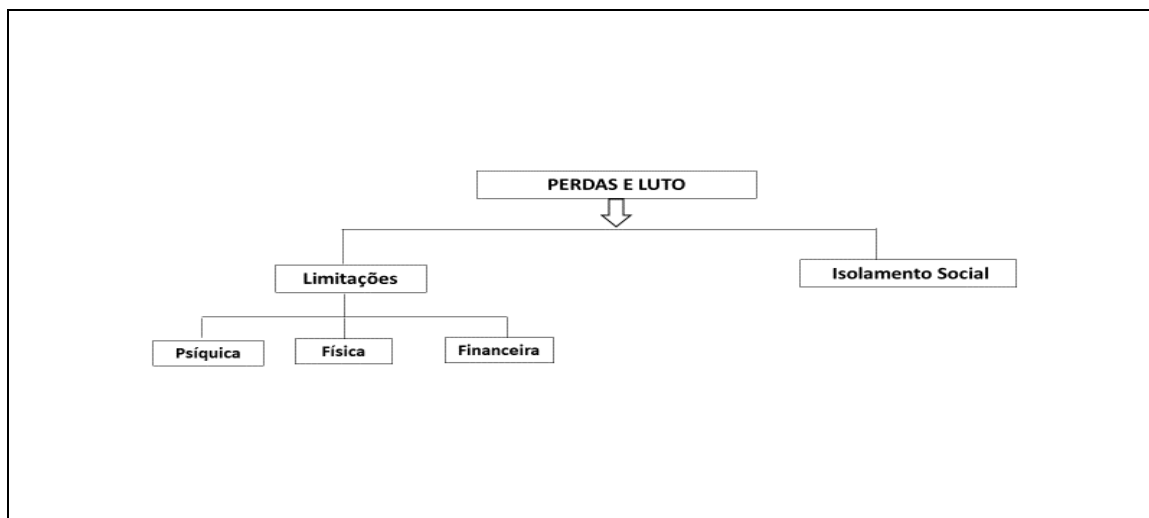 PERDAS E LUTO
Limitações
Isolamento Social
Psíquica
Física
Financeira